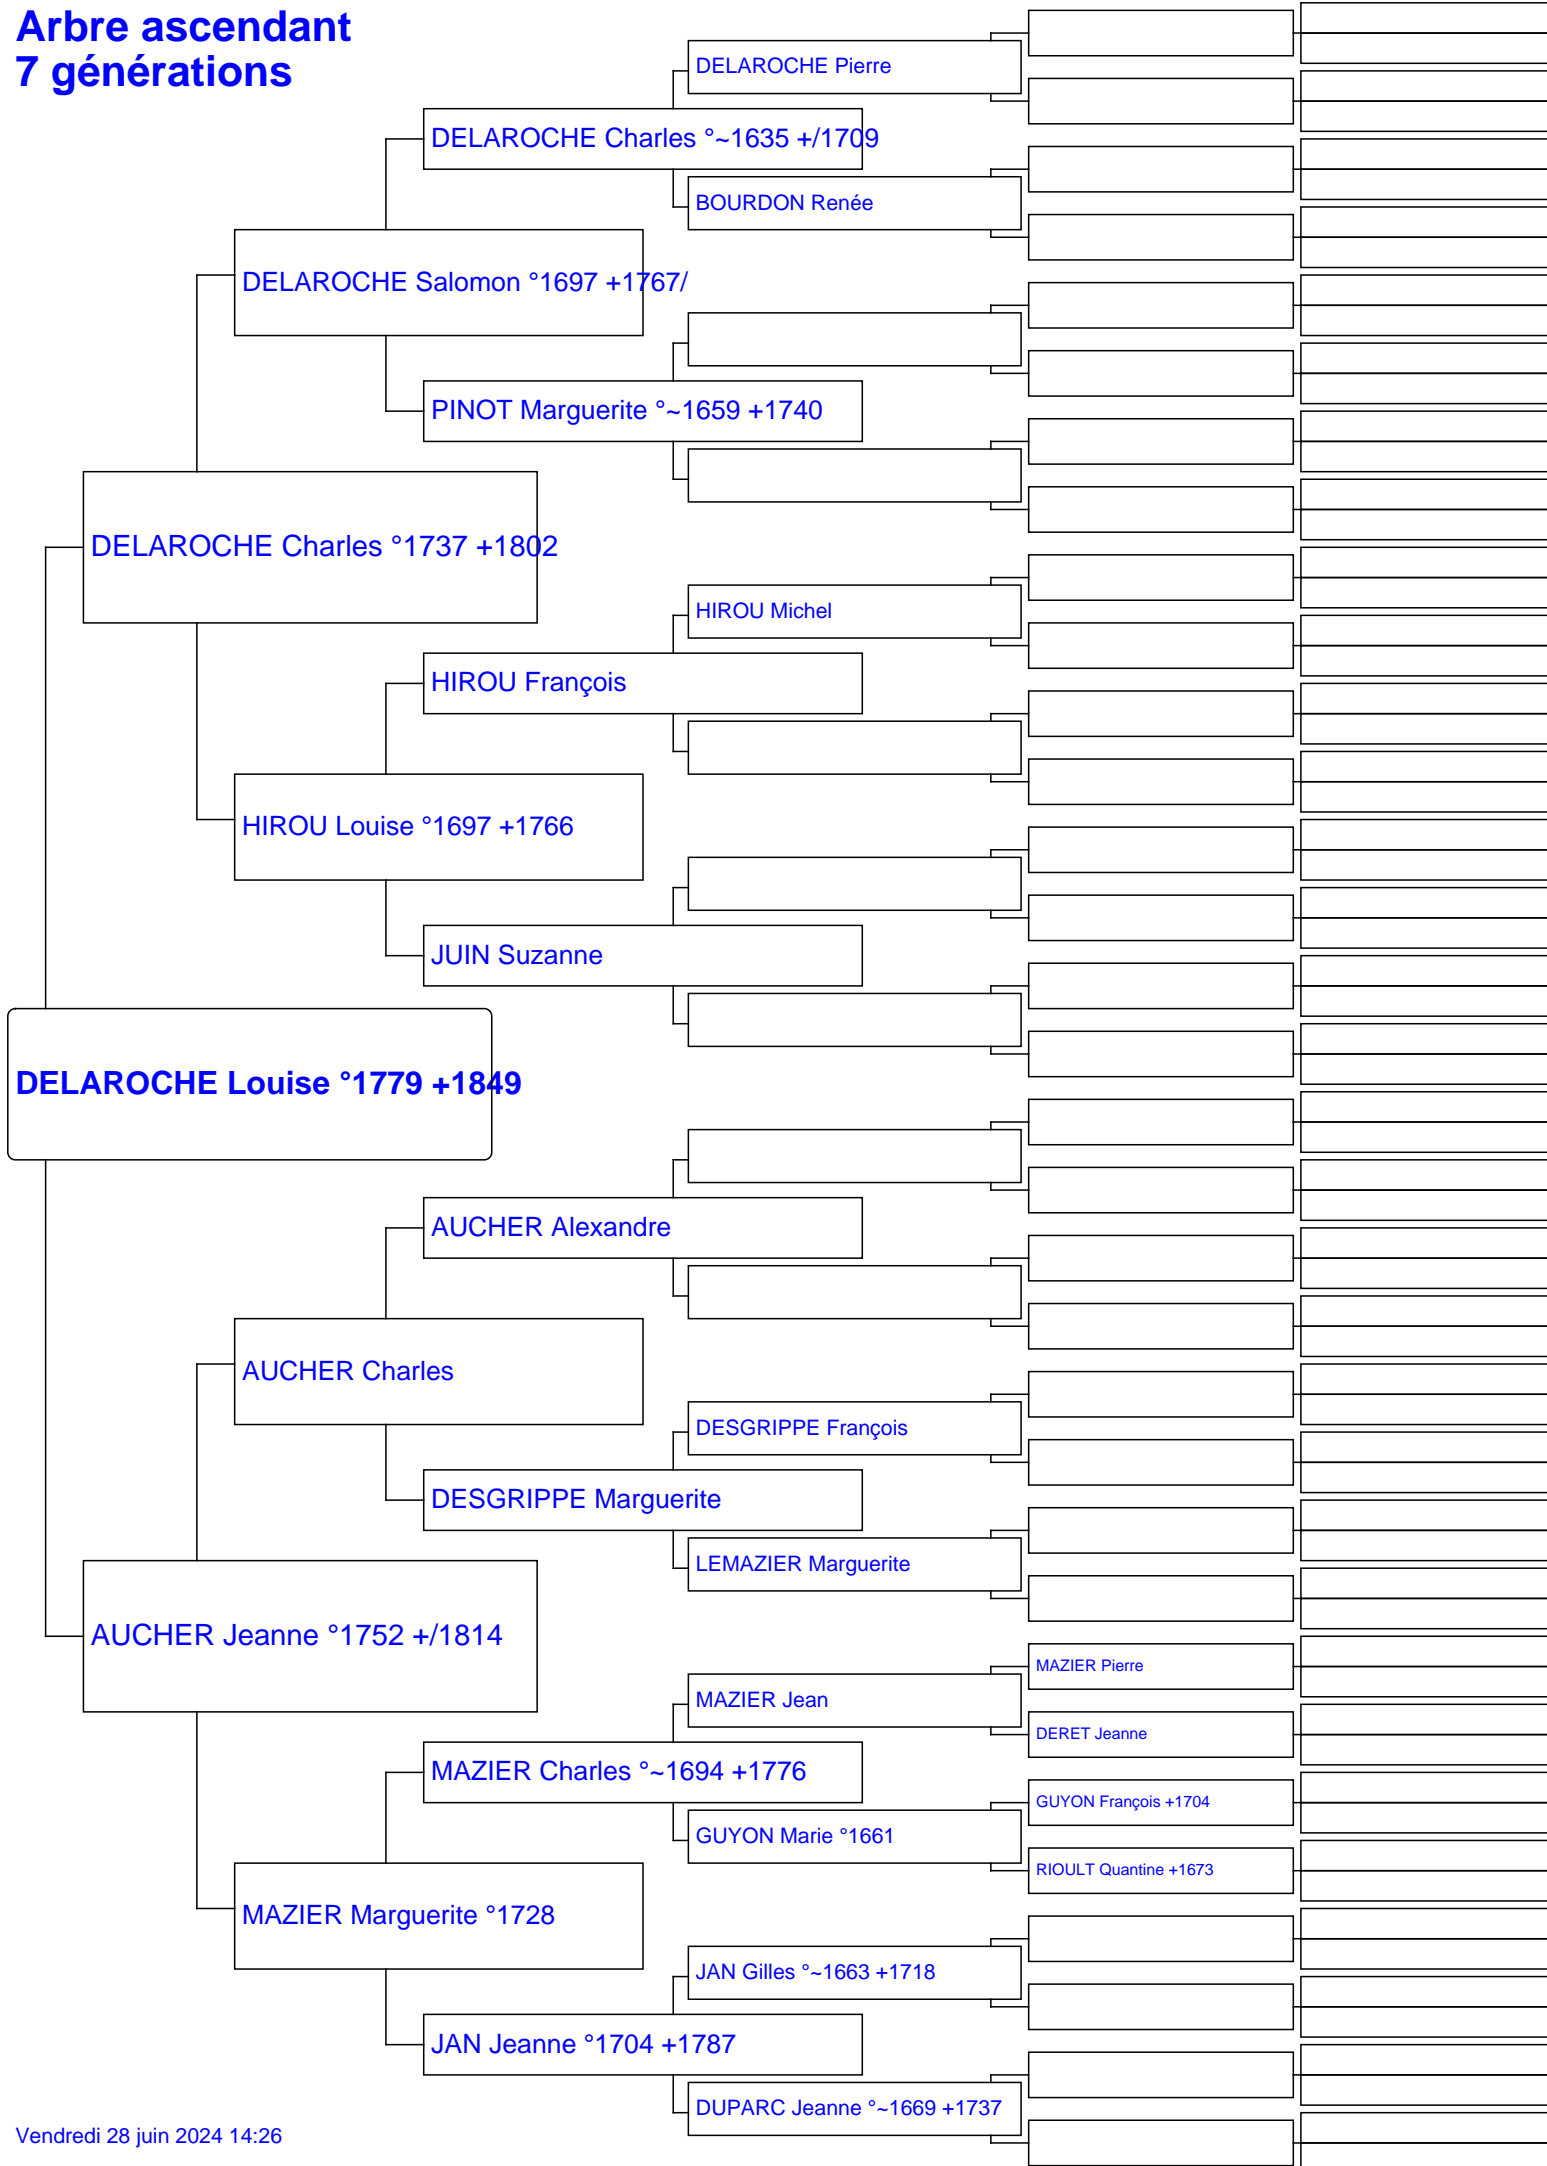 Arbre ascendant
7 générations
DELAROCHE Pierre
DELAROCHE Charles °~1635 +/1709
BOURDON Renée
DELAROCHE Salomon °1697 +1767/
PINOT Marguerite °~1659 +1740
DELAROCHE Charles °1737 +1802
HIROU Michel
HIROU François
HIROU Louise °1697 +1766
JUIN Suzanne
DELAROCHE Louise °1779 +1849
AUCHER Alexandre
AUCHER Charles
DESGRIPPE François
DESGRIPPE Marguerite
LEMAZIER Marguerite
AUCHER Jeanne °1752 +/1814
MAZIER Pierre
MAZIER Jean
DERET Jeanne
MAZIER Charles °~1694 +1776
GUYON François +1704
GUYON Marie °1661
RIOULT Quantine +1673
MAZIER Marguerite °1728
JAN Gilles °~1663 +1718
JAN Jeanne °1704 +1787
DUPARC Jeanne °~1669 +1737
Vendredi 28 juin 2024 14:26